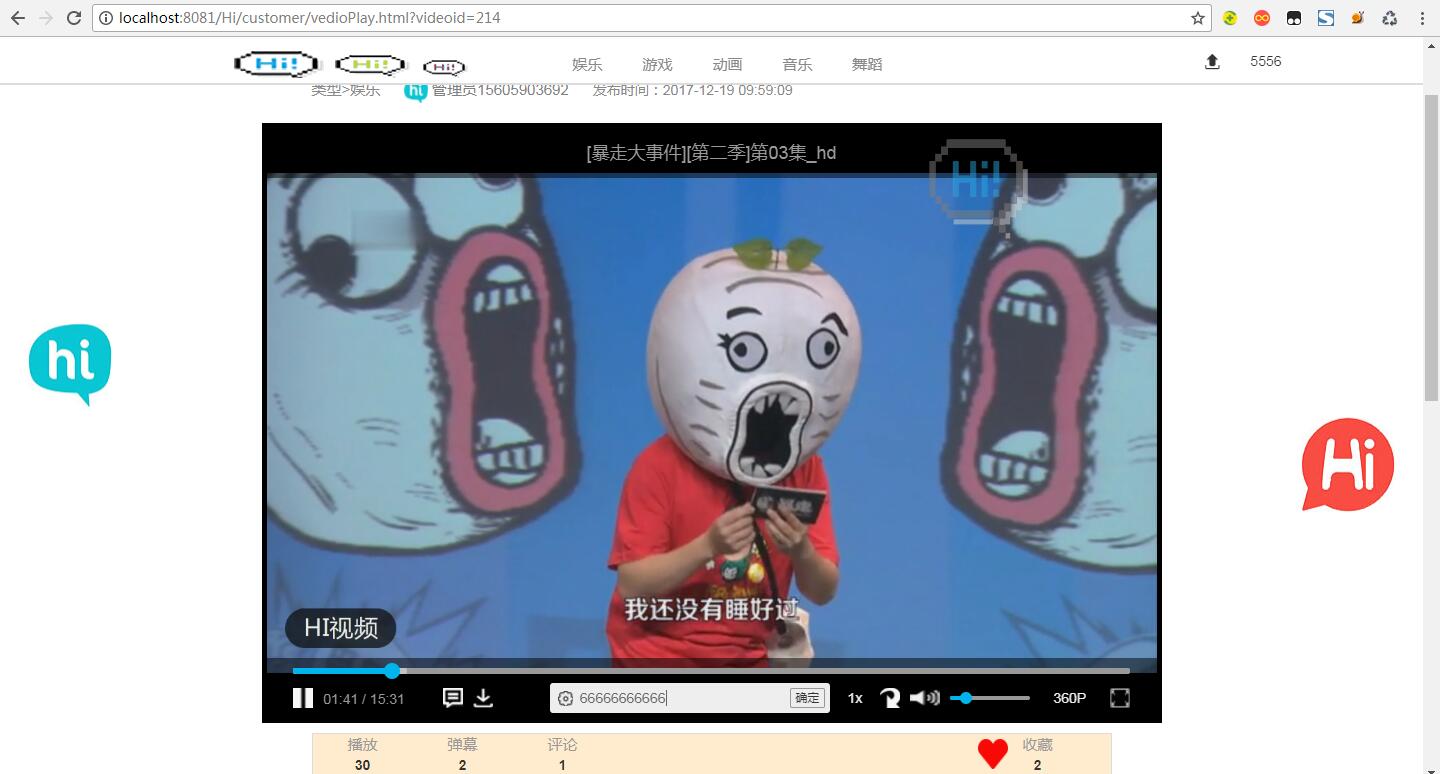 localhost:8081/Hi/customer/vedioPlay.html?videoid=214
Hi! Hi! Hi! 娱乐 游戏 动画 音乐 舞蹈 5556
类型>娱乐 hi 管理员15605903692 发布时间：2017-12-19 09:59:09
[暴走大事件][第二季]第03集_hd
Hi!
hi
Hi
我还没有睡好过
HI视频
01:41 / 15:31 66666666666 确定 1x 360P
播放 弹幕 评论 收藏
30 2 1 2